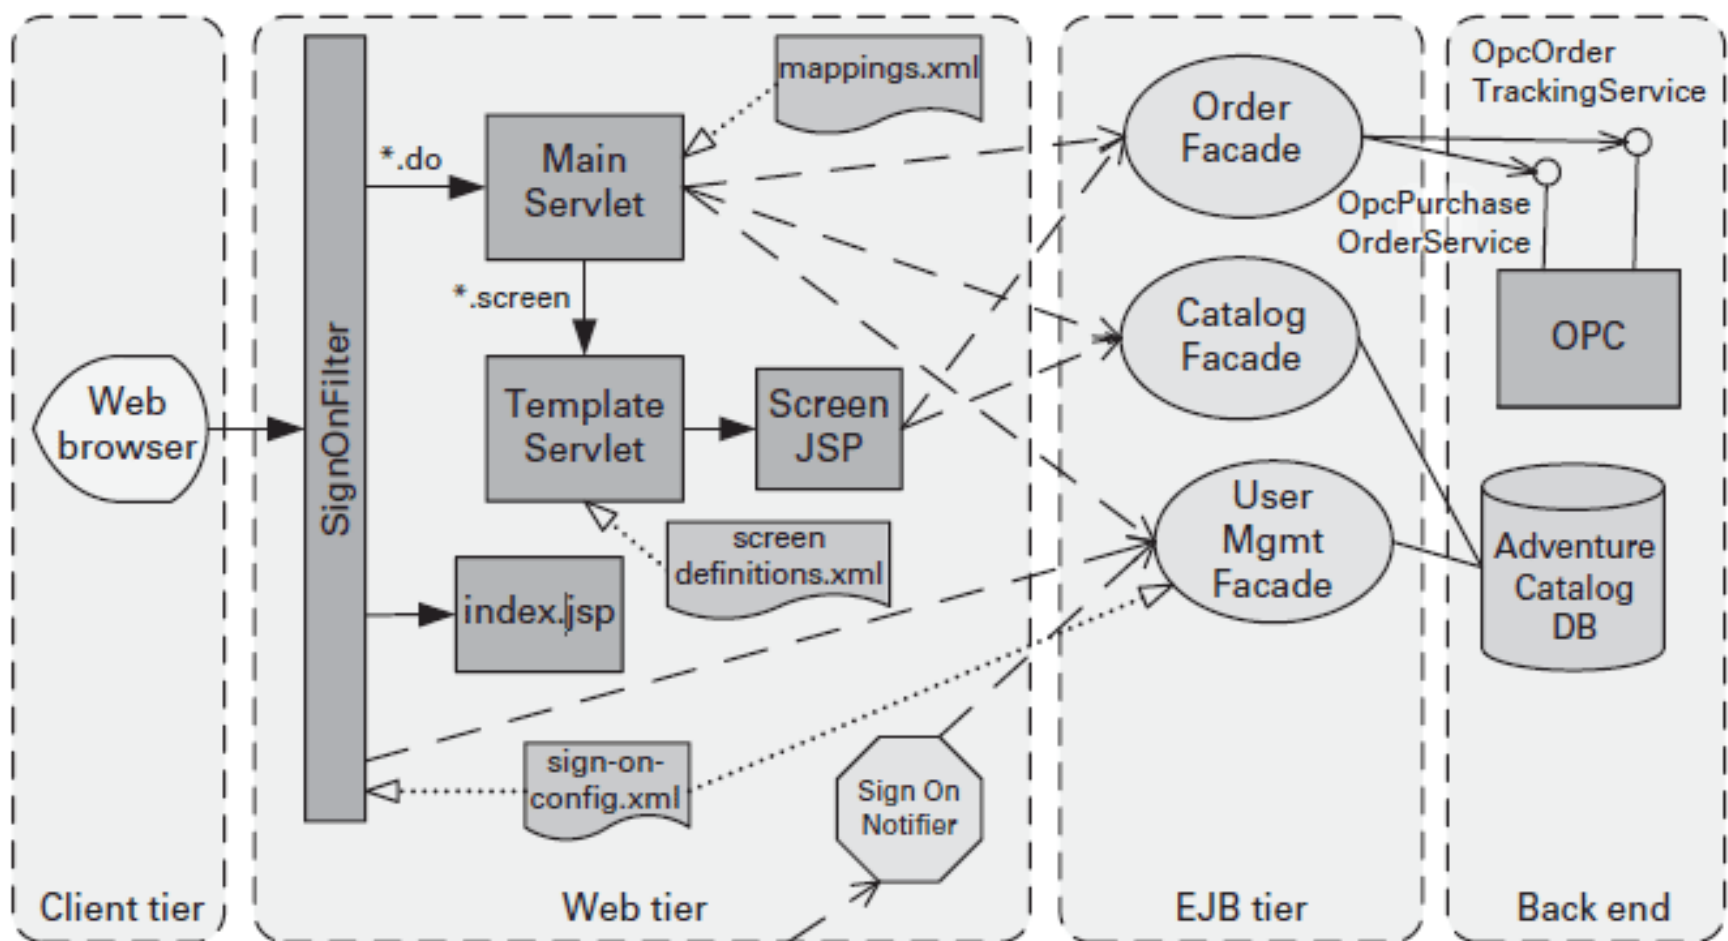 OpcOrder
TrackingService
mappings.xml
Order
Facade
*.do
Main
Servlet
OpcPurchase
OrderService
*.screen
Catalog
Facade
OPC
SignOnFilter
Web
browser
Template
Servlet
Screen
JSP
User
Mgmt
Facade
screen
definitions.xml
Adventure
Catalog
DB
index.jsp
sign-on-
config.xml
Sign On
Notifier
Client tier
Web tier
EJB tier
Back end